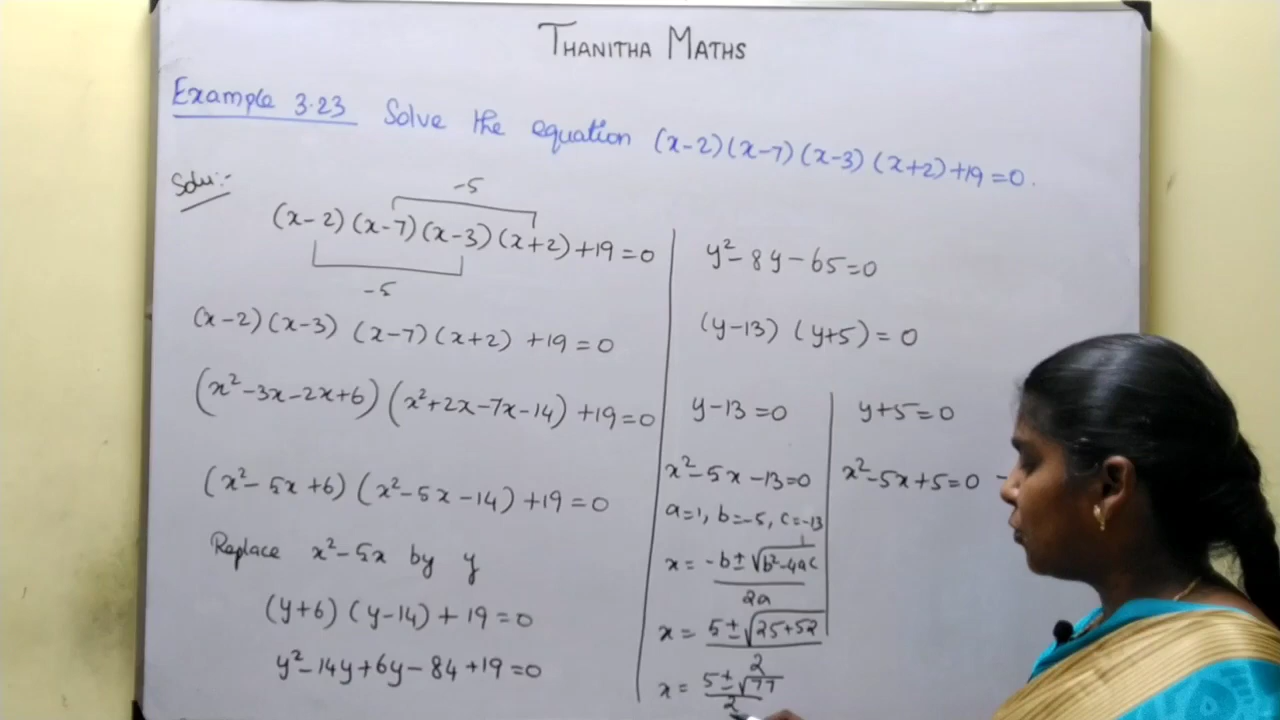 THANITHA MATHS
Example 3.23 Solve the equation (x-2)(x-7)(x-3)(x+2)+19=0.
Solu:-
-5
(x-2)(x-7)(x-3)(x+2)+19=0
-5
(x-2)(x-3) (x-7)(x+2) +19=0
(x²-3x-2x+6)(x²+2x-7x-14)+19=0
(x²-5x+6)(x²-5x-14)+19=0
Replace x²-5x by y
(y+6)(y-14)+19=0
y²-14y+6y-84+19=0
y²-8y-65=0
(y-13)(y+5)=0
y-13=0
x²-5x-13=0
a=1, b=-5, c=-13
x = -b±√b²-4ac
2a
x = 5±√25+52
2
x = 5±√77
2
y+5=0
x²-5x+5=0